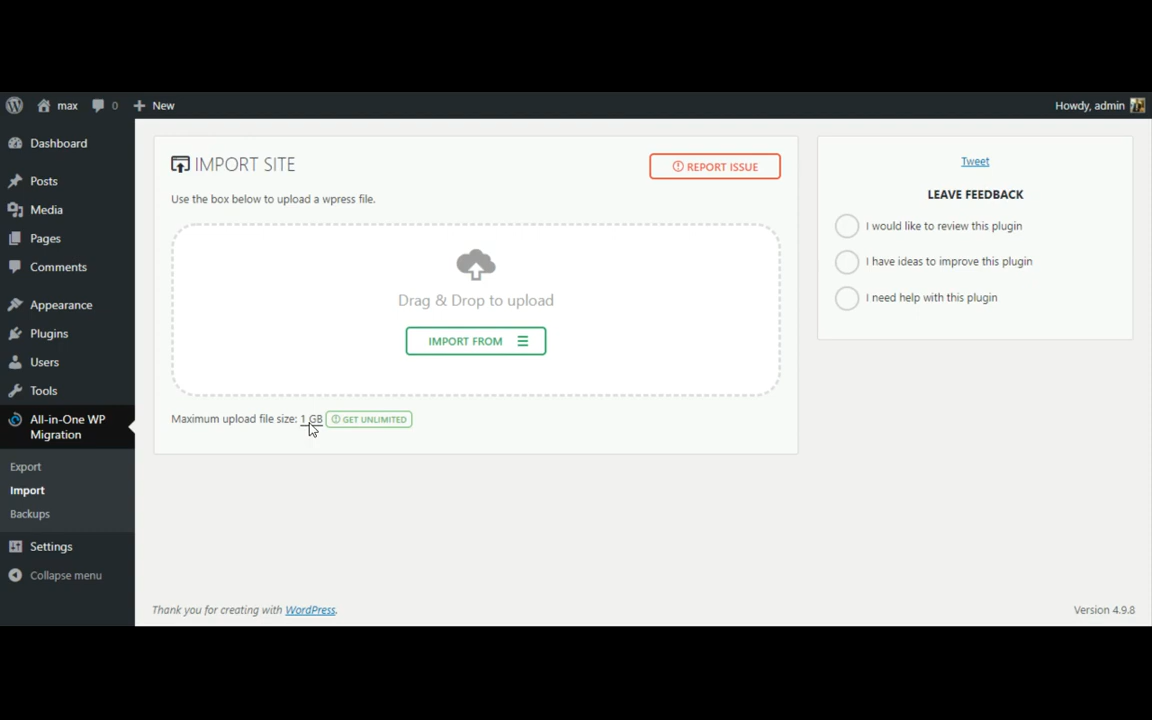 max
0
New
Howdy, admin
Dashboard
Posts
Media
Pages
Comments
Appearance
Plugins
Users
Tools
All-in-One WP
Migration
Export
Import
Backups
Settings
Collapse menu
IMPORT SITE
REPORT ISSUE
Use the box below to upload a wpress file.
Drag & Drop to upload
IMPORT FROM
Maximum upload file size: 1 GB GET UNLIMITED
Tweet
LEAVE FEEDBACK
I would like to review this plugin
I have ideas to improve this plugin
I need help with this plugin
Thank you for creating with WordPress.
Version 4.9.8